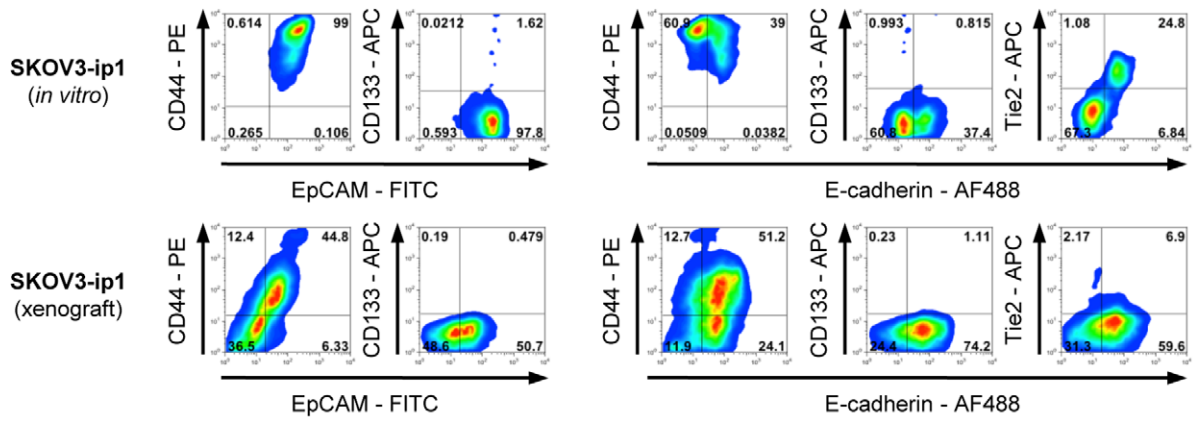 0.614 99
0.0212 1.62
60.9 39
0.993 0.815
1.08 24.8
SKOV3-ip1
(in vitro)
CD44 - PE
CD133 - APC
CD44 - PE
CD133 - APC
Tie2 - APC
0.265 0.106
0.593 97.8
0.0509 0.0382
60.8 37.4
67.3 6.84
EpCAM - FITC
E-cadherin - AF488
12.4 44.8
0.19 0.479
12.7 51.2
0.23 1.11
2.17 6.9
SKOV3-ip1
(xenograft)
CD44 - PE
CD133 - APC
CD44 - PE
CD133 - APC
Tie2 - APC
36.5 6.33
48.6 50.7
11.9 24.1
24.4 74.2
31.3 59.6
EpCAM - FITC
E-cadherin - AF488